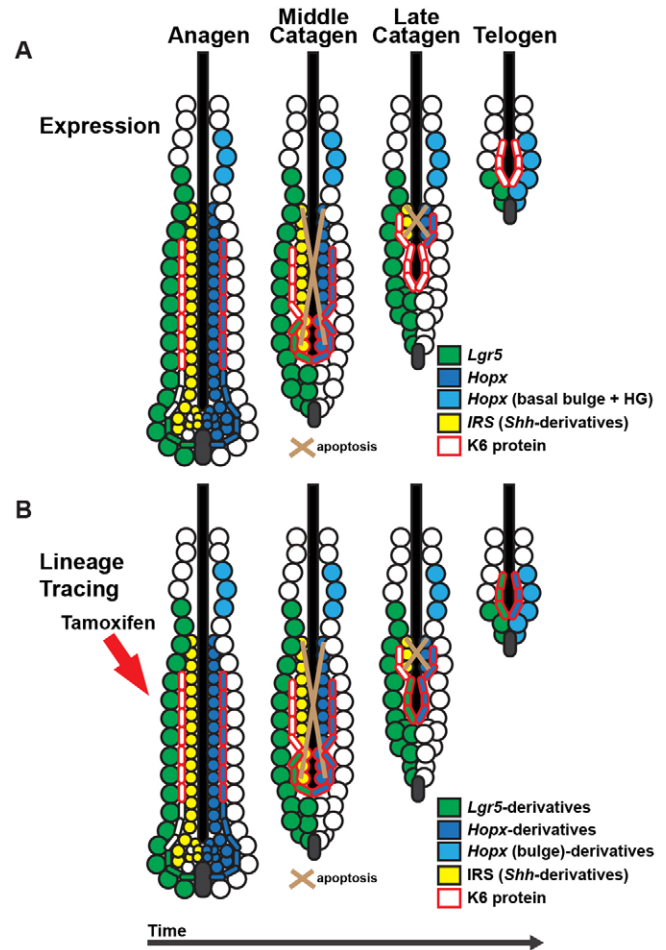 Anagen
Middle
Catagen
Late
Catagen
Telogen
A
Expression
Lgr5
Hopx
Hopx (basal bulge + HG)
IRS (Shh-derivatives)
K6 protein
apoptosis
B
Lineage
Tracing
Tamoxifen
Lgr5-derivatives
Hopx-derivatives
Hopx (bulge)-derivatives
IRS (Shh-derivatives)
K6 protein
apoptosis
Time